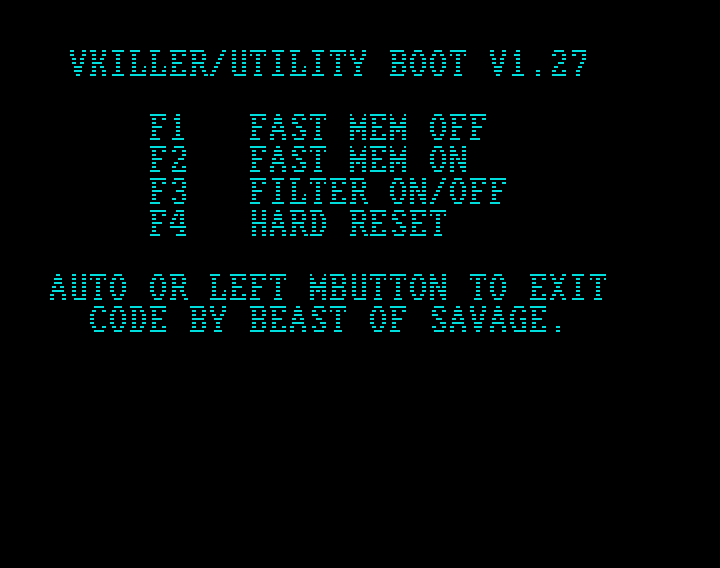 VKILLER/UTILITY BOOT V1.27
F1 FAST MEM OFF
F2 FAST MEM ON
F3 FILTER ON/OFF
F4 HARD RESET
AUTO OR LEFT MBUTTON TO EXIT
CODE BY BEAST OF SAVAGE.